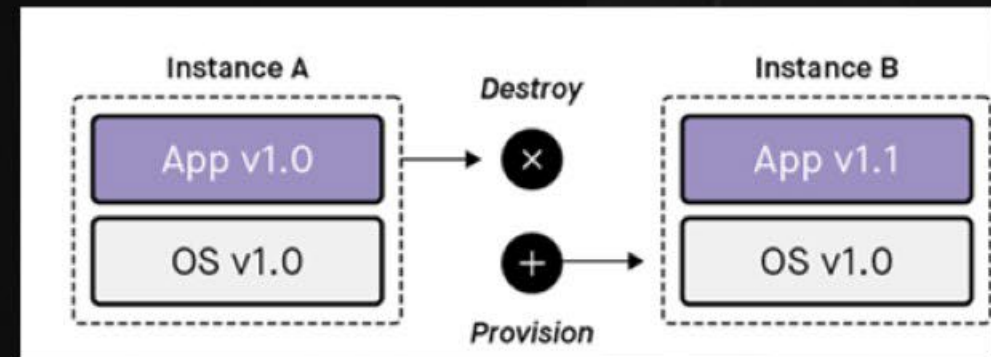 Instance A
Destroy
Instance B
App v1.0
App v1.1
OS v1.0
OS v1.0
Provision